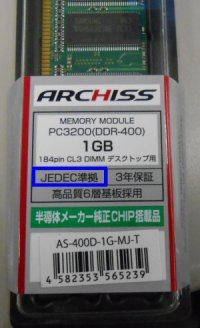 ARCHISS
MEMORY MODULE
PC3200(DDR-400)
1GB
184pin CL3 DIMM デスクトップ用
JEDEC準拠 3年保証
高品質6層基板採用
半導体メーカー純正CHIP搭載品
AS-400D-1G-MJ-T
4 582353 565239